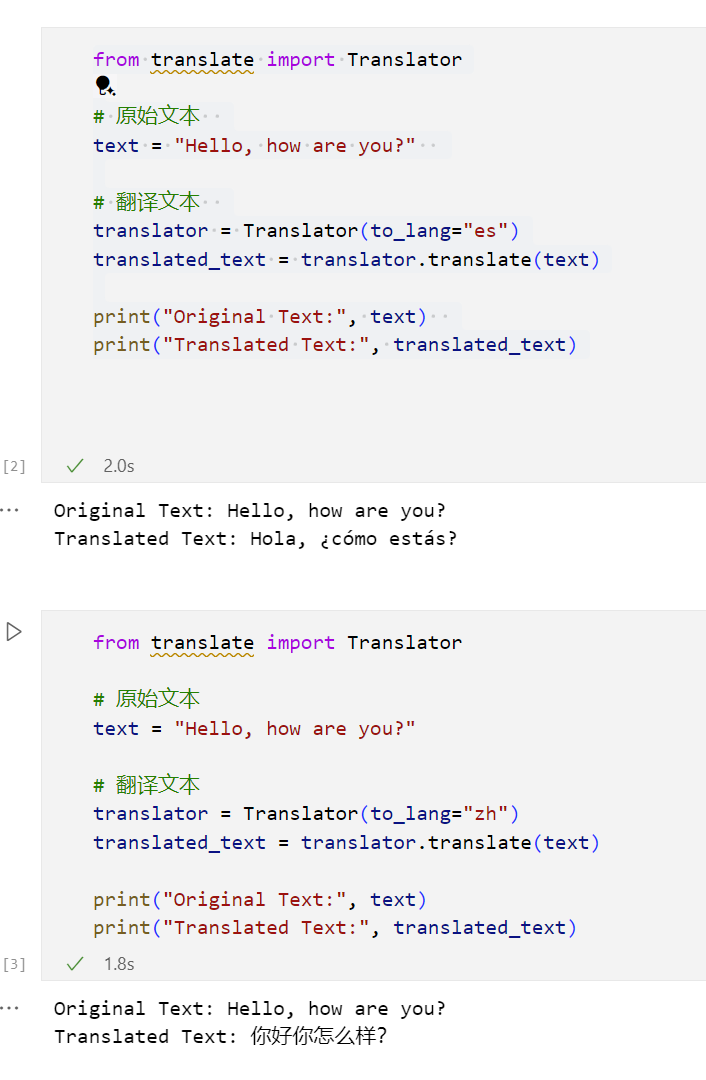 from translate import Translator
# 原始文本
text = "Hello, how are you?"
# 翻译文本
translator = Translator(to_lang="es")
translated_text = translator.translate(text)
print("Original Text:", text)
print("Translated Text:", translated_text)
[2]
2.0s
Original Text: Hello, how are you?
Translated Text: Hola, ¿cómo estás?
from translate import Translator
# 原始文本
text = "Hello, how are you?"
# 翻译文本
translator = Translator(to_lang="zh")
translated_text = translator.translate(text)
print("Original Text:", text)
print("Translated Text:", translated_text)
[3]
1.8s
Original Text: Hello, how are you?
Translated Text: 你好你怎么样？